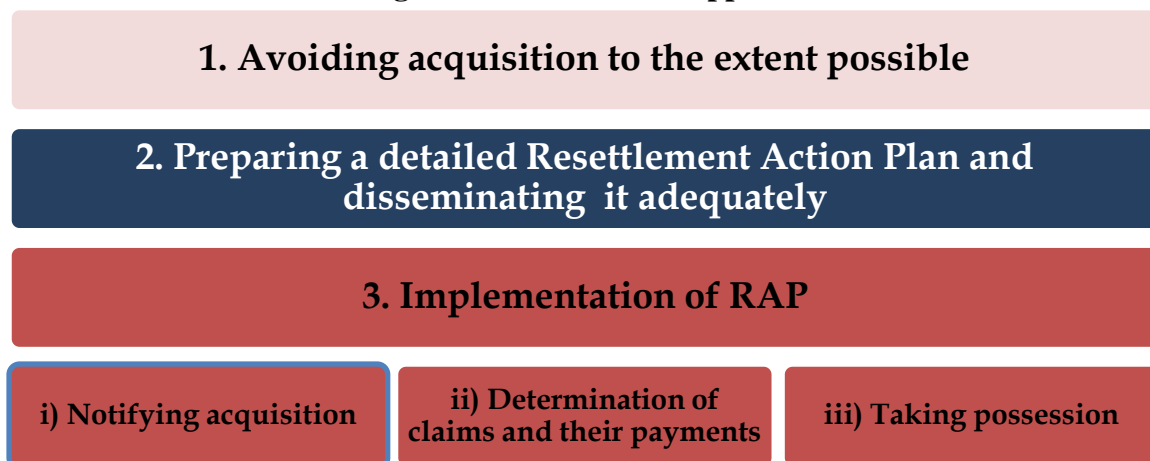 1. Avoiding acquisition to the extent possible
2. Preparing a detailed Resettlement Action Plan and
disseminating it adequately
3. Implementation of RAP
i) Notifying acquisition
ii) Determination of
claims and their payments
iii) Taking possession